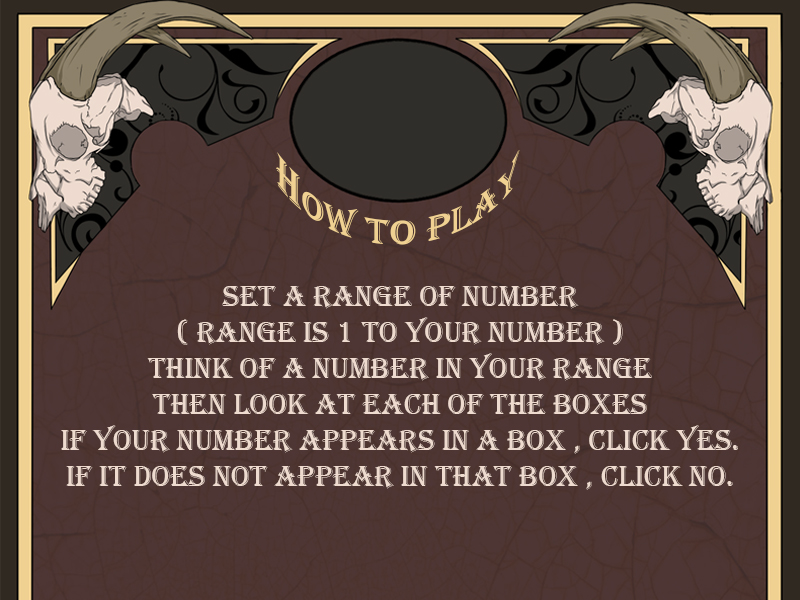 How to Play
Set a range of number
( Range is 1 to your number )
Think of a number in your range
Then look at each of the boxes
If your number appears in a box , click Yes.
If it does not appear in that box , click No.